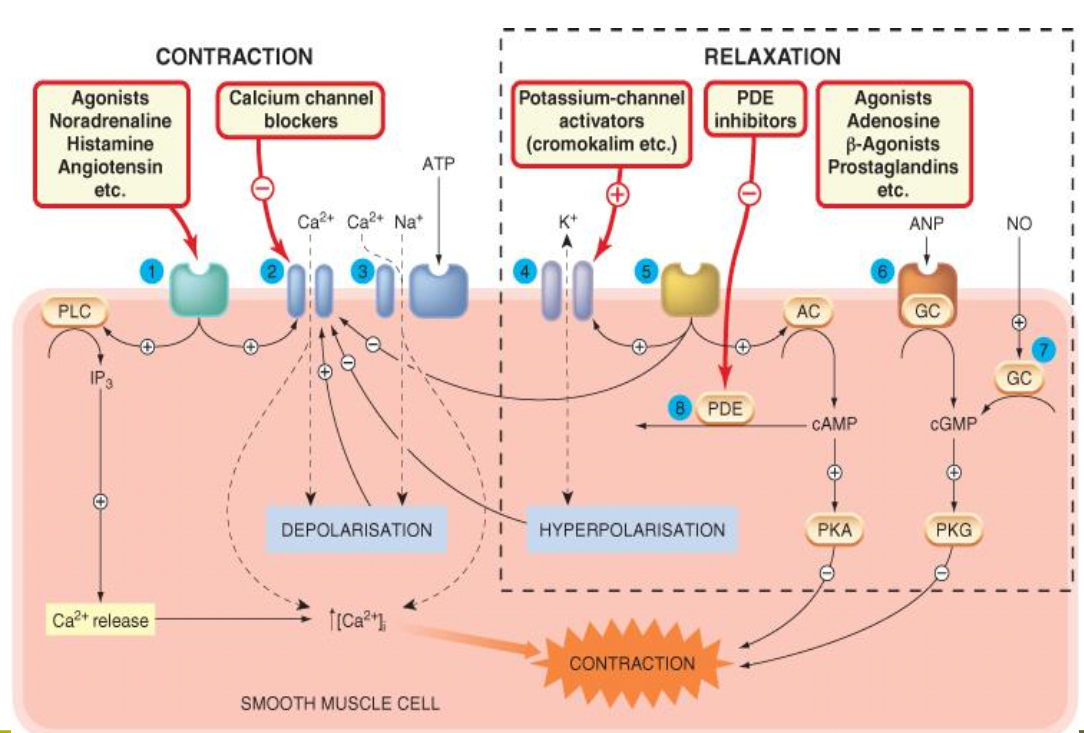 CONTRACTION
RELAXATION
Agonists
Noradrenaline
Histamine
Angiotensin
etc.
Calcium channel
blockers
Potassium-channel
activators
(cromokalim etc.)
PDE
inhibitors
Agonists
Adenosine
β-Agonists
Prostaglandins
etc.
ATP
−
+
−
Ca²⁺
Ca²⁺
Na⁺
K⁺
ANP
NO
1
2
3
4
5
6
PLC
AC
GC
+
+
+
−
+
+
+
−
7
GC
IP₃
8
PDE
cAMP
cGMP
+
+
+
DEPOLARISATION
HYPERPOLARISATION
PKA
PKG
−
−
Ca²⁺ release
↑[Ca²⁺]ᵢ
CONTRACTION
SMOOTH MUSCLE CELL